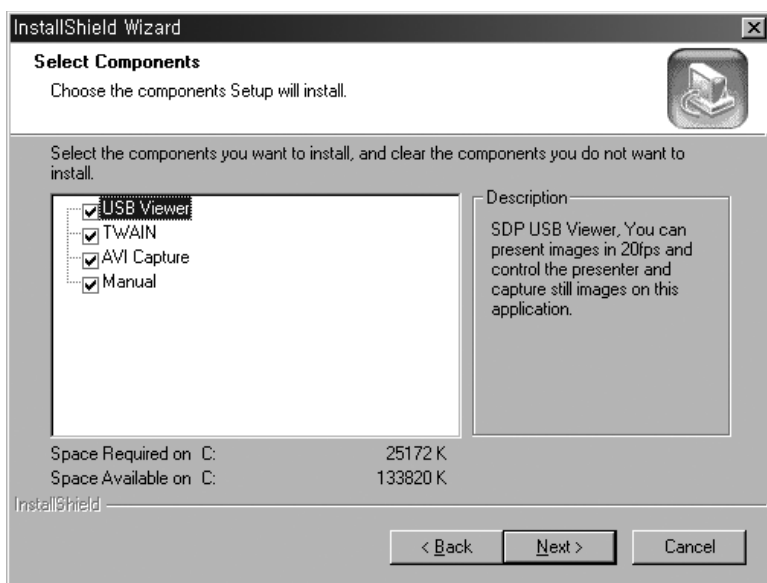 InstallShield Wizard
Select Components
Choose the components Setup will install.
Select the components you want to install, and clear the components you do not want to
install.
USB Viewer
TWAIN
AVI Capture
Manual
Description
SDP USB Viewer, You can
present images in 20fps and
control the presenter and
capture still images on this
application.
Space Required on C: 25172 K
Space Available on C: 133820 K
InstallShield
< Back Next > Cancel